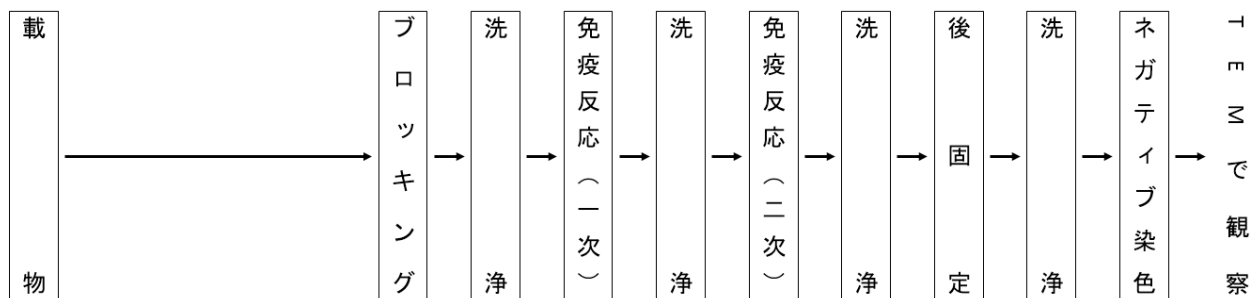 載物
ブロッキング
洗浄
免疫反応（一次）
洗浄
免疫反応（二次）
洗浄
後固定
洗浄
ネガティブ染色
TEMで観察